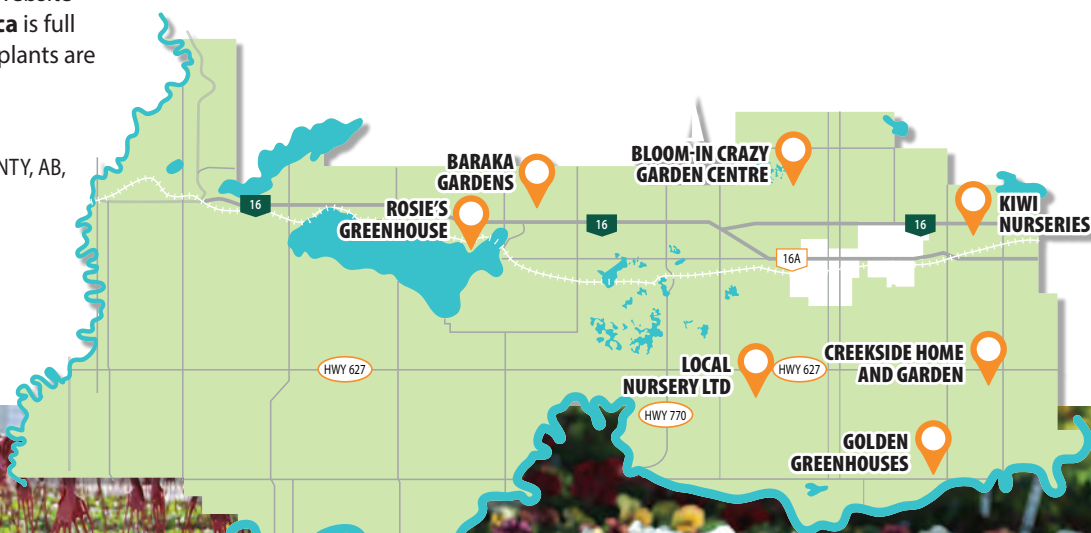 website
ca is full
plants are
NTY, AB,
BARAKA
GARDENS
ROSIE'S
GREENHOUSE
BLOOM-IN CRAZY
GARDEN CENTRE
KIWI
NURSERIES
16
16
16
16A
LOCAL
NURSERY LTD
CREEKSIDE HOME
AND GARDEN
HWY 627
HWY 627
HWY 770
GOLDEN
GREENHOUSES